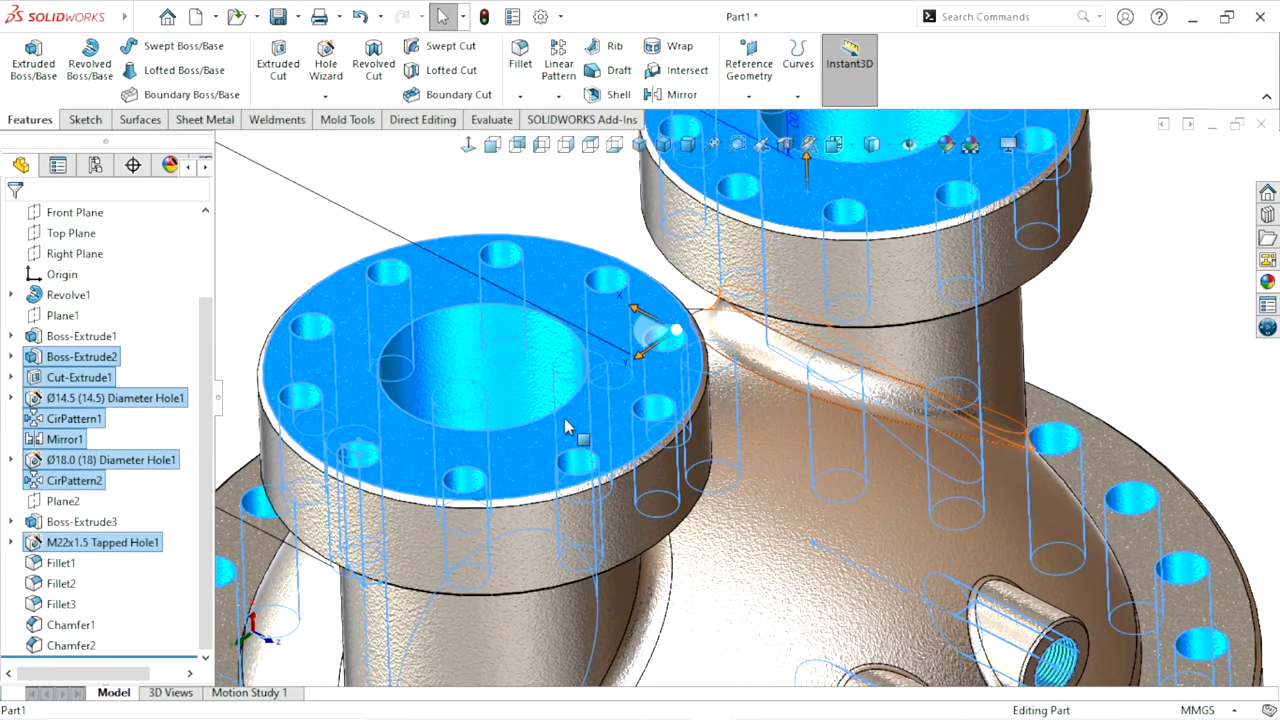 SOLIDWORKS
Part1 *
Search Commands
Extruded Boss/Base
Revolved Boss/Base
Swept Boss/Base
Lofted Boss/Base
Boundary Boss/Base
Extruded Cut
Hole Wizard
Revolved Cut
Swept Cut
Lofted Cut
Boundary Cut
Fillet
Linear Pattern
Rib
Draft
Shell
Wrap
Intersect
Mirror
Reference Geometry
Curves
Instant3D
Features
Sketch
Surfaces
Sheet Metal
Weldments
Mold Tools
Direct Editing
Evaluate
SOLIDWORKS Add-Ins
Front Plane
Top Plane
Right Plane
Origin
Revolve1
Plane1
Boss-Extrude1
Boss-Extrude2
Cut-Extrude1
Ø14.5 (14.5) Diameter Hole1
CirPattern1
Mirror1
Ø18.0 (18) Diameter Hole1
CirPattern2
Plane2
Boss-Extrude3
M22x1.5 Tapped Hole1
Fillet1
Fillet2
Fillet3
Chamfer1
Chamfer2
X
Y
Z
Model
3D Views
Motion Study 1
Part1
Editing Part
MMGS